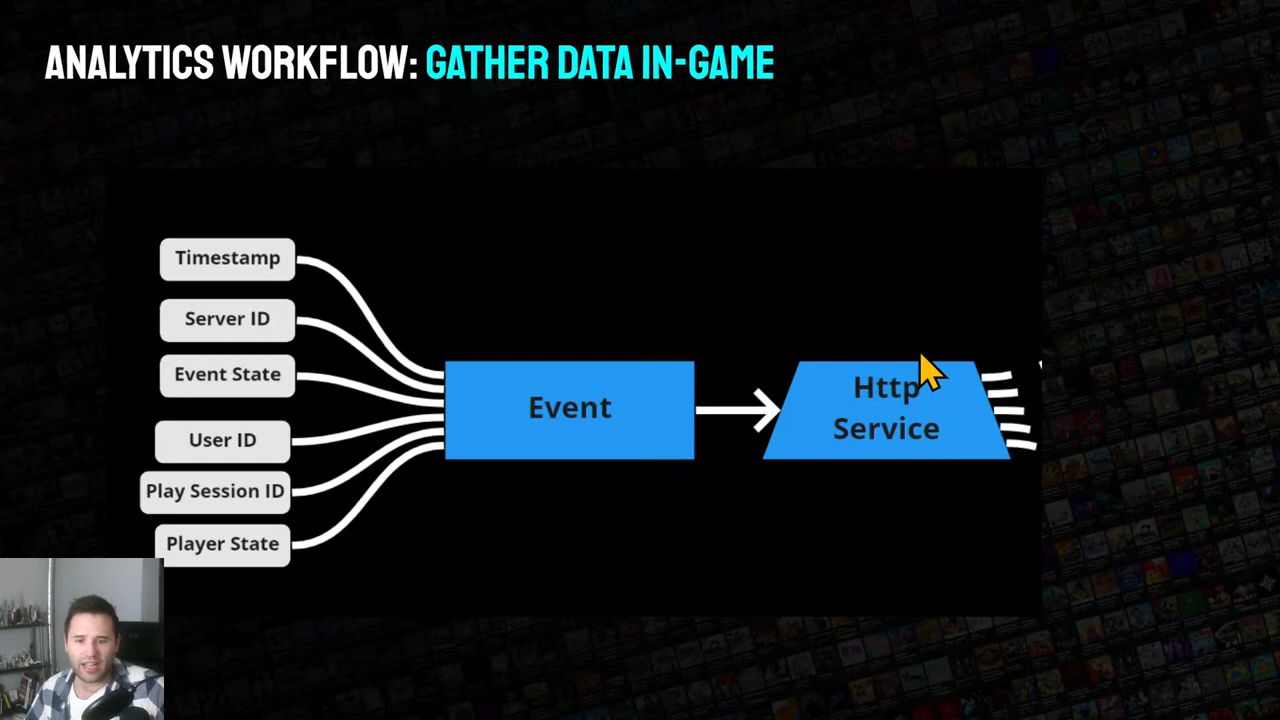 ANALYTICS WORKFLOW: GATHER DATA IN-GAME
Timestamp
Server ID
Event State
User ID
Play Session ID
Player State
Event
Http
Service